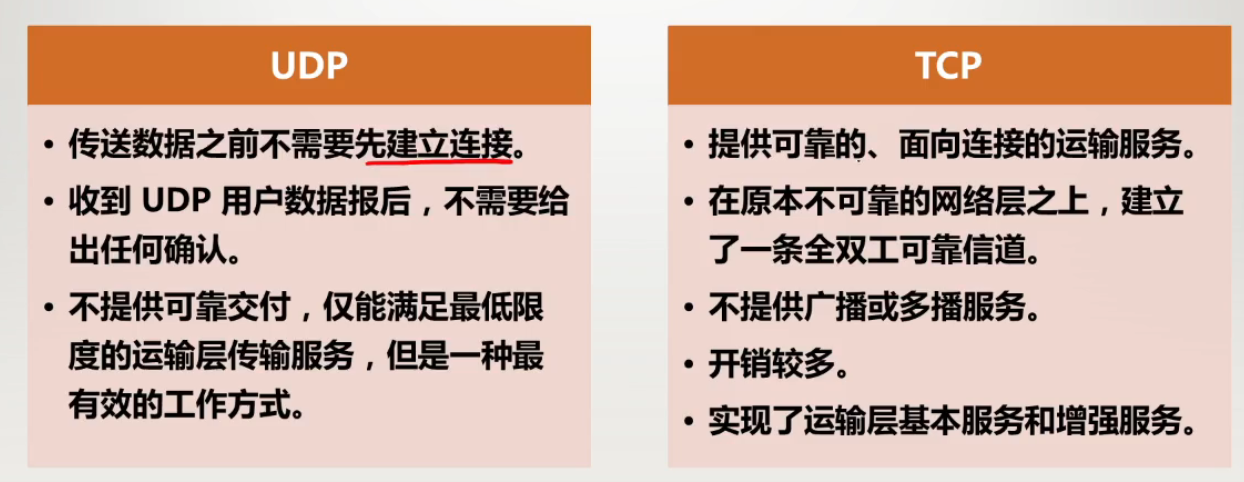 UDP
• 传送数据之前不需要先建立连接。
• 收到 UDP 用户数据报后，不需要给
出任何确认。
• 不提供可靠交付，仅能满足最低限
度的运输层传输服务，但是一种最
有效的工作方式。
TCP
• 提供可靠的、面向连接的运输服务。
• 在原本不可靠的网络层之上，建立
了一条全双工可靠信道。
• 不提供广播或多播服务。
• 开销较多。
• 实现了运输层基本服务和增强服务。